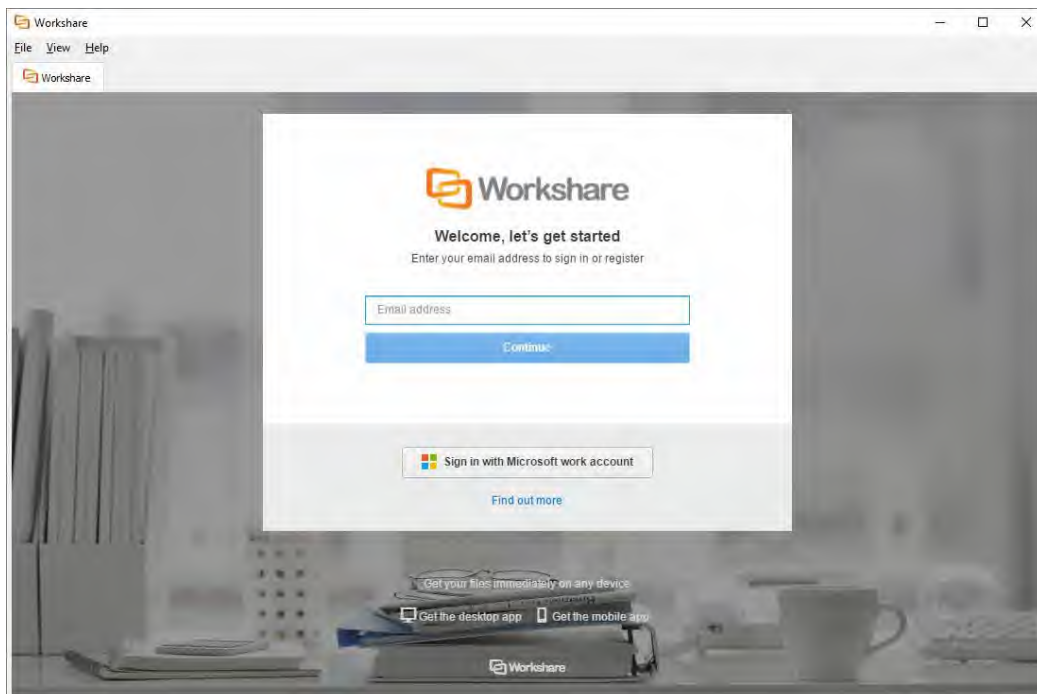 Workshare
File View Help
Workshare
Workshare
Welcome, let's get started
Enter your email address to sign in or register
Email address
Continue
Sign in with Microsoft work account
Find out more
Get your files immediately on any device
Get the desktop app Get the mobile app
Workshare